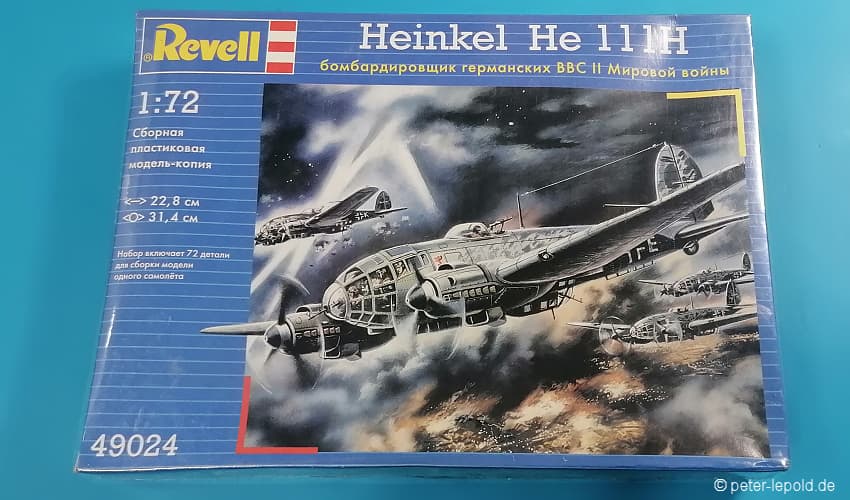 ®Revell
Heinkel He 111H
бомбардировщик германских ВВС II Мировой войны
1:72
Сборная
пластиковая
модель-копия
22,8 см
31,4 см
Набор включает 72 детали
для сборки модели
одного самолёта
49024
FE
© peter-lepold.de